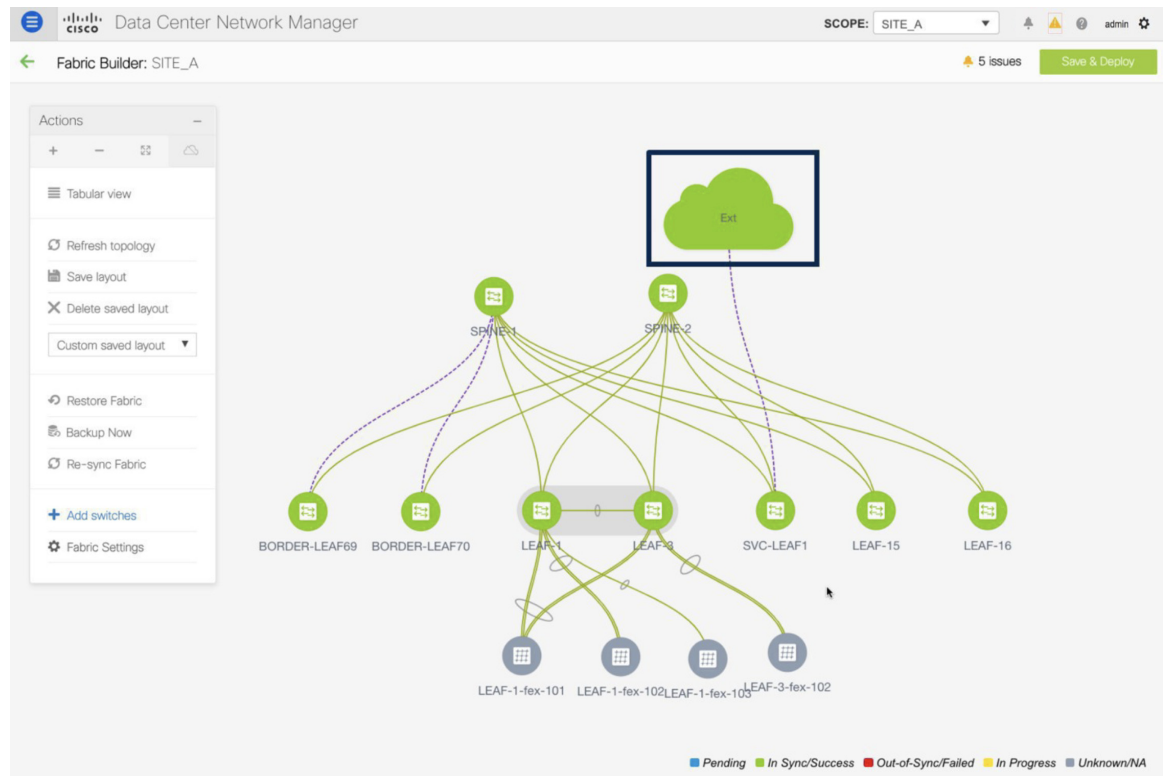 CISCO Data Center Network Manager SCOPE: SITE_A admin
Fabric Builder: SITE_A 5 issues Save & Deploy
Actions
Tabular view
Refresh topology
Save layout
Delete saved layout
Custom saved layout
Restore Fabric
Backup Now
Re-sync Fabric
Add switches
Fabric Settings
Ext
SPINE-1 SPINE-2
BORDER-LEAF69 BORDER-LEAF70 LEAF-1 LEAF-3 SVC-LEAF1 LEAF-15 LEAF-16
LEAF-1-fex-101 LEAF-1-fex-102 LEAF-1-fex-103 LEAF-3-fex-102
Pending In Sync/Success Out-of-Sync/Failed In Progress Unknown/NA